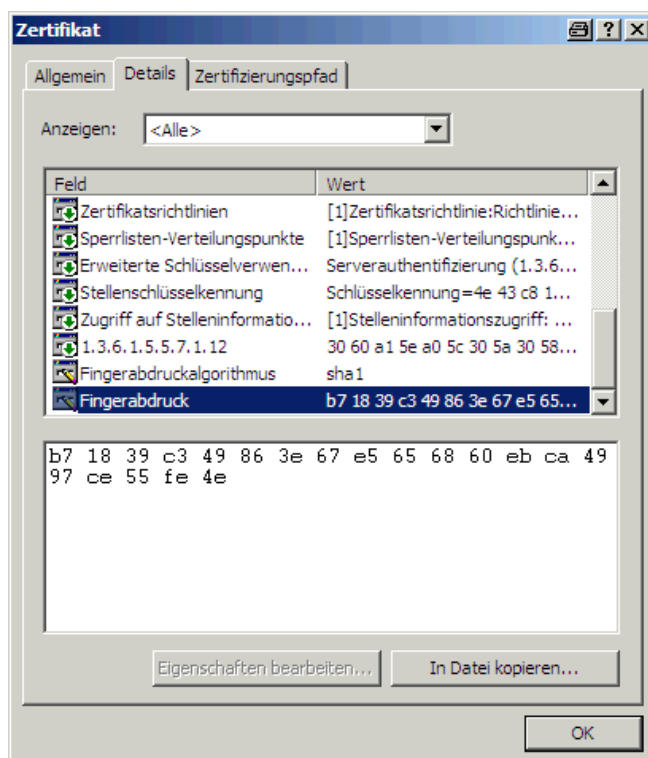 Zertifikat
Allgemein Details Zertifizierungspfad
Anzeigen: <Alle>
Feld Wert
Zertifikatsrichtlinien [1]Zertifikatsrichtlinie:Richtlinie...
Sperrlisten-Verteilungspunkte [1]Sperrlisten-Verteilungspunk...
Erweiterte Schlüsselverwen... Serverauthentifizierung (1.3.6...
Stellenschlüsselkennung Schlüsselkennung=4e 43 c8 1...
Zugriff auf Stelleninformatio... [1]Stelleninformationszugriff: ...
1.3.6.1.5.5.7.1.12 30 60 a1 5e a0 5c 30 5a 30 58...
Fingerabdruckalgorithmus sha1
Fingerabdruck b7 18 39 c3 49 86 3e 67 e5 65...
b7 18 39 c3 49 86 3e 67 e5 65 68 60 eb ca 49
97 ce 55 fe 4e
Eigenschaften bearbeiten... In Datei kopieren...
OK